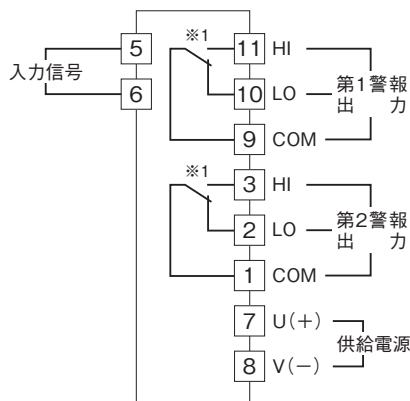 入力信号
5
6
※1
11 HI
10 LO
9 COM
第1警報
出 力
※1
3 HI
2 LO
1 COM
第2警報
出 力
7 U(+)
8 V(−)
供給電源